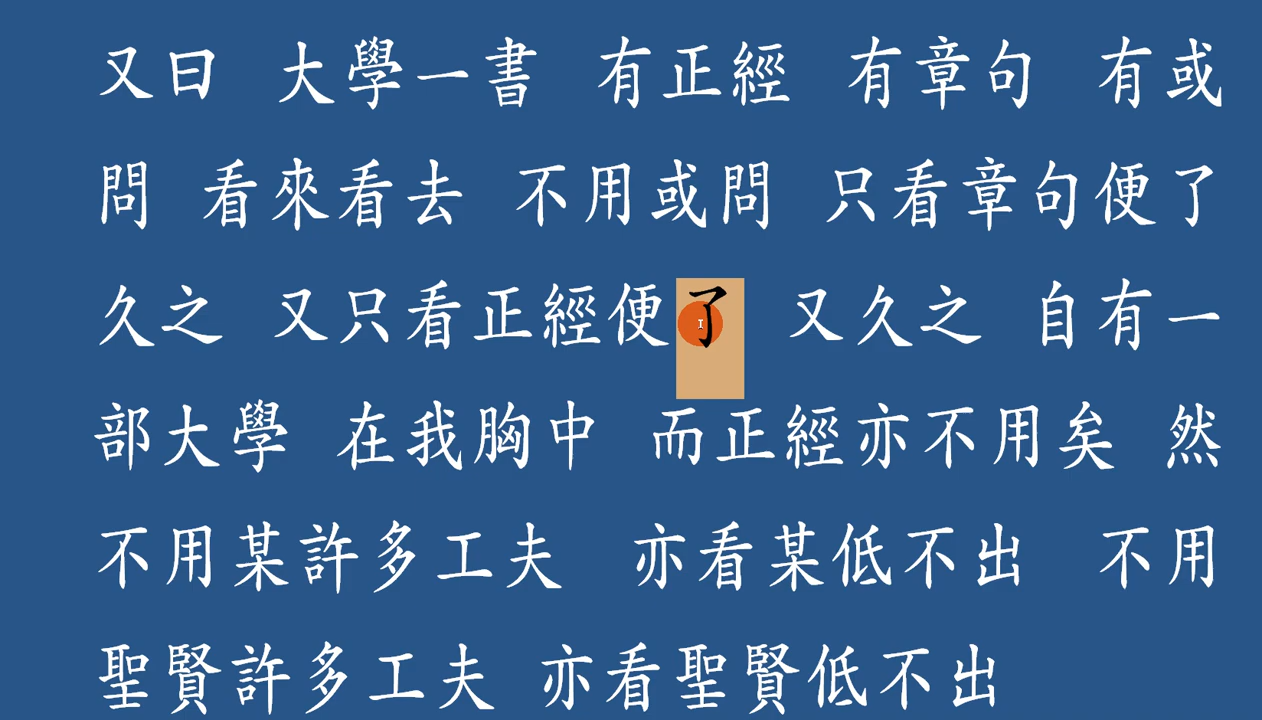 又曰 大學一書 有正經 有章句 有或
問 看來看去 不用或問 只看章句便了
久之 又只看正經便了 又久之 自有一
部大學 在我胸中 而正經亦不用矣 然
不用某許多工夫 亦看某低不出 不用
聖賢許多工夫 亦看聖賢低不出